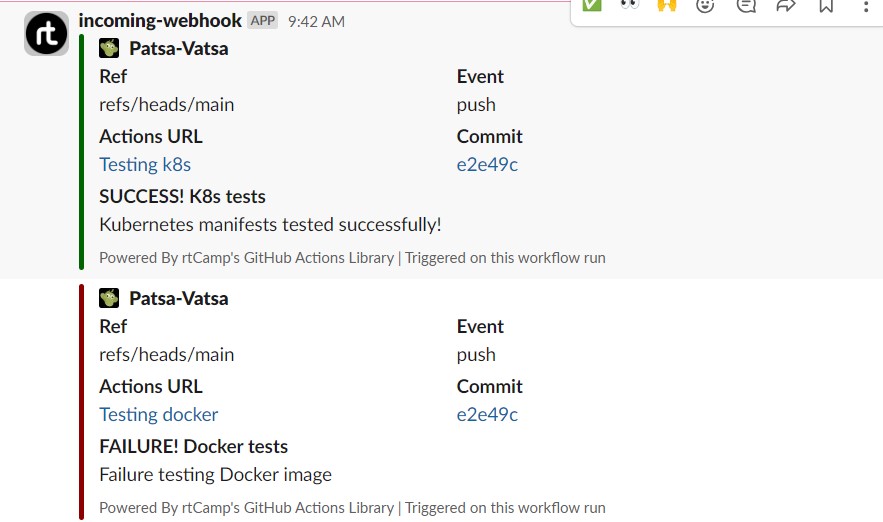 rt incoming-webhook APP 9:42 AM
Patsa-Vatsa
Ref Event
refs/heads/main push
Actions URL Commit
Testing k8s e2e49c
SUCCESS! K8s tests
Kubernetes manifests tested successfully!
Powered By rtCamp's GitHub Actions Library | Triggered on this workflow run
Patsa-Vatsa
Ref Event
refs/heads/main push
Actions URL Commit
Testing docker e2e49c
FAILURE! Docker tests
Failure testing Docker image
Powered By rtCamp's GitHub Actions Library | Triggered on this workflow run